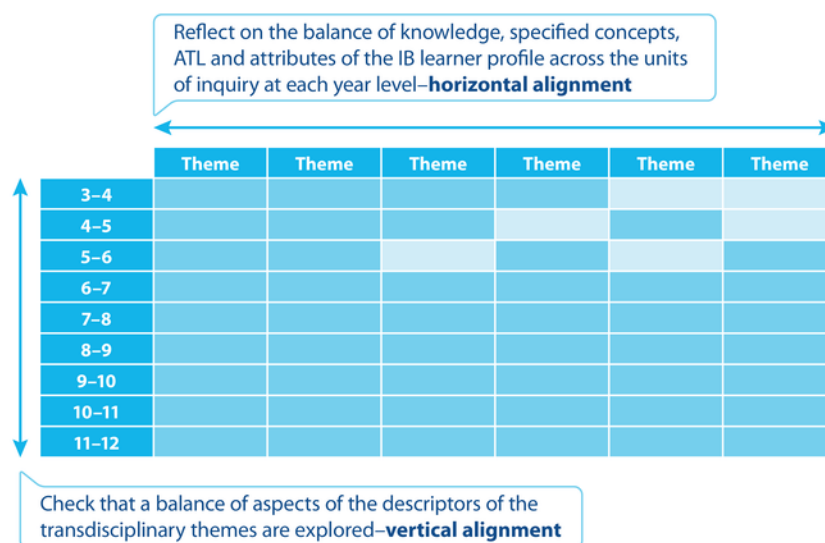 Reflect on the balance of knowledge, specified concepts,
ATL and attributes of the IB learner profile across the units
of inquiry at each year level–horizontal alignment
Theme Theme Theme Theme Theme Theme
3–4
4–5
5–6
6–7
7–8
8–9
9–10
10–11
11–12
Check that a balance of aspects of the descriptors of the
transdisciplinary themes are explored–vertical alignment